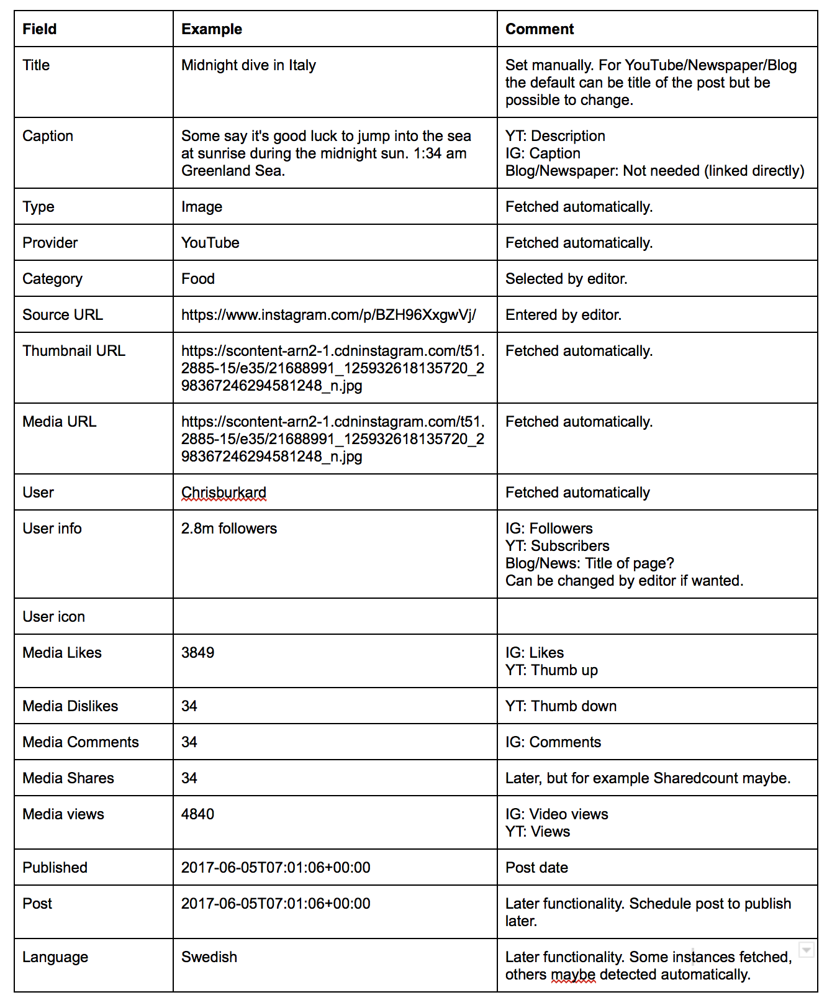 Field Example Comment
Title Midnight dive in Italy Set manually. For YouTube/Newspaper/Blog
the default can be title of the post but be
possible to change.
Caption Some say it's good luck to jump into the sea YT: Description
at sunrise during the midnight sun. 1:34 am IG: Caption
Greenland Sea. Blog/Newspaper: Not needed (linked directly)
Type Image Fetched automatically.
Provider YouTube Fetched automatically.
Category Food Selected by editor.
Source URL https://www.instagram.com/p/BZH96XxgwVj/ Entered by editor.
Thumbnail URL https://scontent-arn2-1.cdninstagram.com/t51. Fetched automatically.
2885-15/e35/21688991_125932618135720_2
983672462945812​48_n.jpg
Media URL https://scontent-arn2-1.cdninstagram.com/t51. Fetched automatically.
2885-15/e35/21688991_125932618135720_2
98367246294581248_n.jpg
User Chrisburkard Fetched automatically
User info 2.8m followers IG: Followers
YT: Subscribers
Blog/News: Title of page?
Can be changed by editor if wanted.
User icon
Media Likes 3849 IG: Likes
YT: Thumb up
Media Dislikes 34 YT: Thumb down
Media Comments 34 IG: Comments
Media Shares 34 Later, but for example Sharedcount maybe.
Media views 4840 IG: Video views
YT: Views
Published 2017-06-05T07:01:06+00:00 Post date
Post 2017-06-05T07:01:06+00:00 Later functionality. Schedule post to publish
later.
Language Swedish Later functionality. Some instances fetched,
others maybe detected automatically.